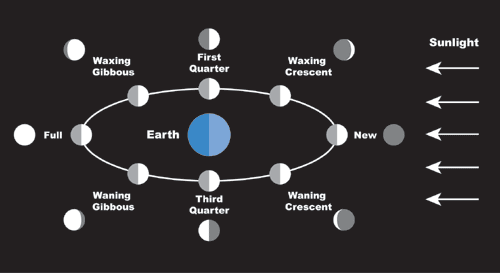 Sunlight
Waxing
Gibbous
First
Quarter
Waxing
Crescent
Full
Earth
New
Waning
Gibbous
Third
Quarter
Waning
Crescent